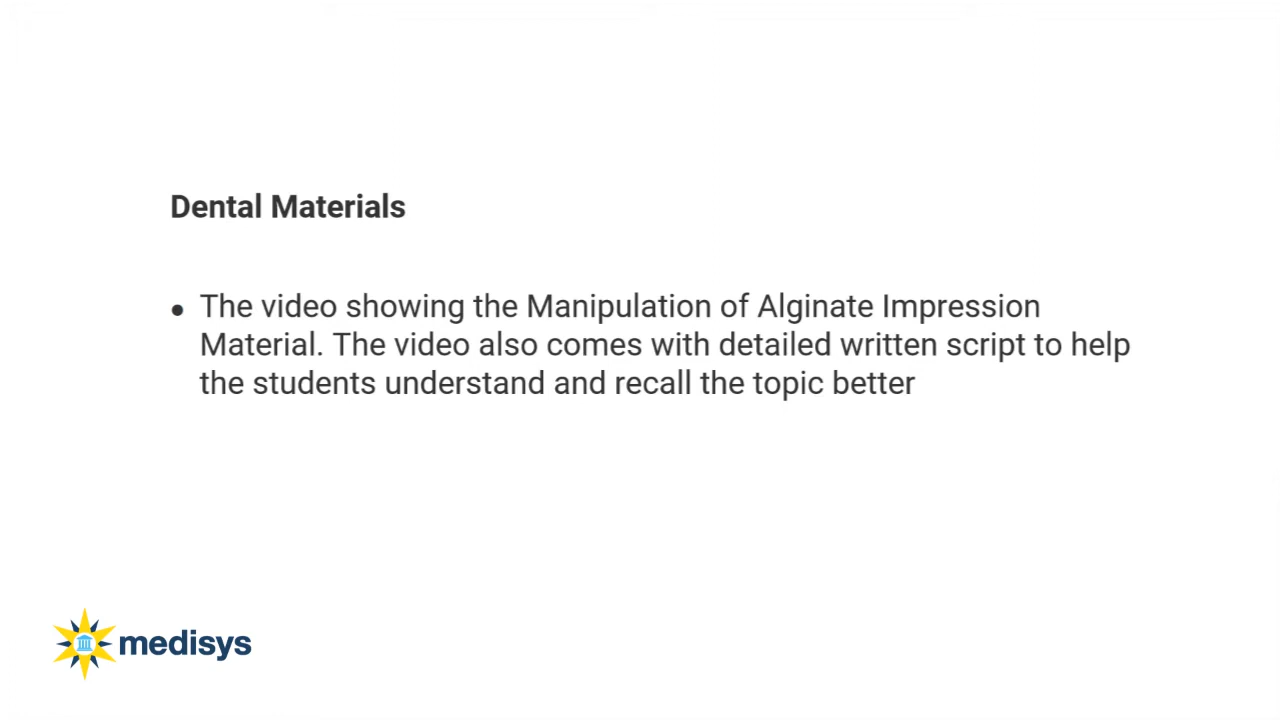 Dental Materials
• The video showing the Manipulation of Alginate Impression
Material. The video also comes with detailed written script to help
the students understand and recall the topic better
medisys